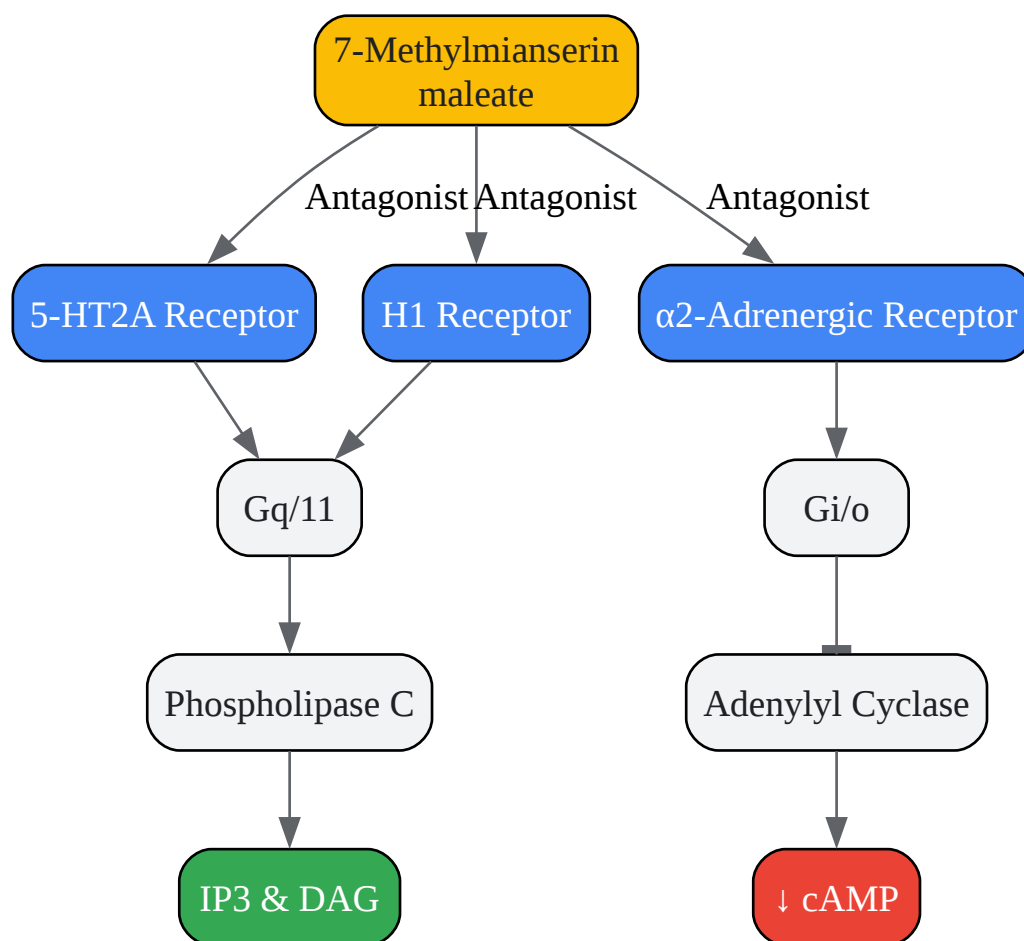 7-Methylmianserin
maleate
Antagonist
Antagonist
Antagonist
5-HT2A Receptor
H1 Receptor
α2-Adrenergic Receptor
Gq/11
Gi/o
Phospholipase C
Adenylyl Cyclase
IP3 & DAG
↓ cAMP